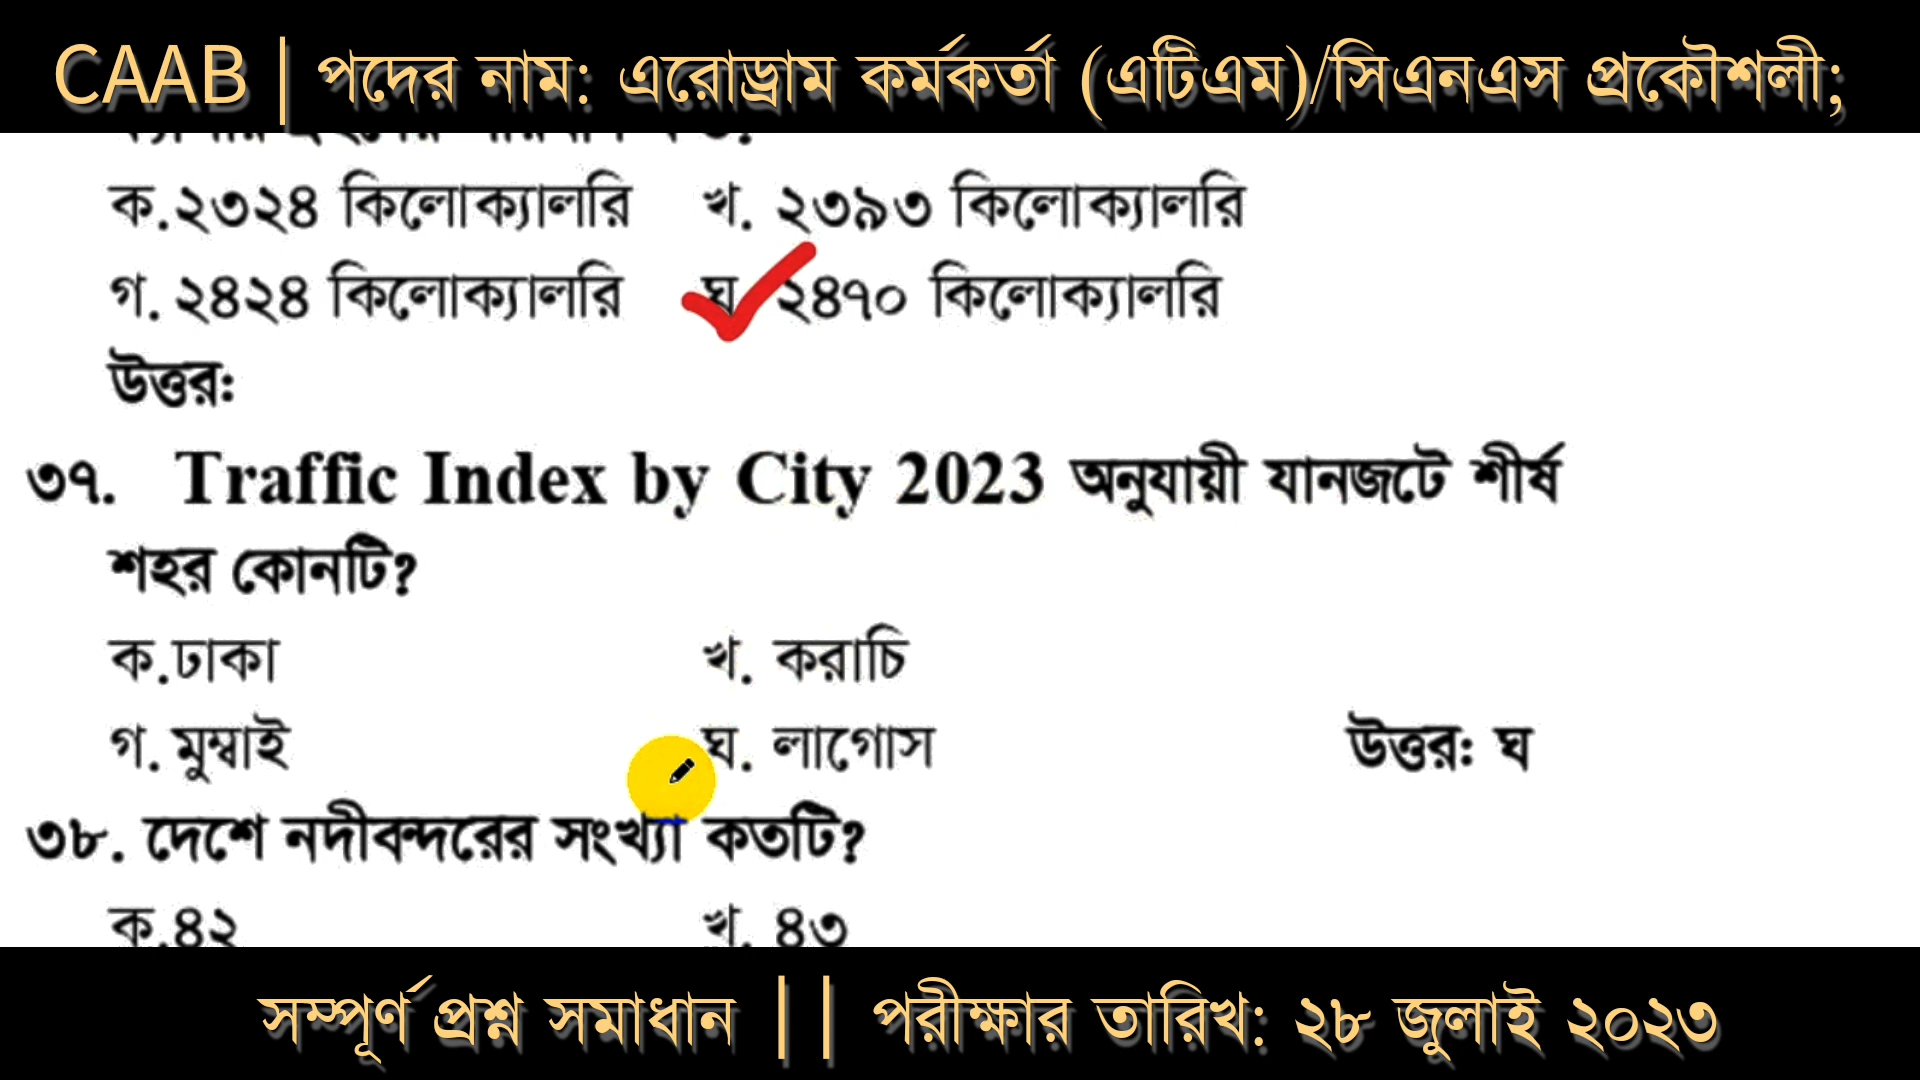 CAAB | পদের নাম: এরোড্রাম কর্মকর্তা (এটিএম)/সিএনএস প্রকৌশলী;
ক.২৩২৪ কিলোক্যালরি খ. ২৩৯৩ কিলোক্যালরি
গ. ২৪২৪ কিলোক্যালরি ঘ. ২৪৭০ কিলোক্যালরি
উত্তরঃ
৩৭. Traffic Index by City 2023 অনুযায়ী যানজটে শীর্ষ
শহর কোনটি?
ক.ঢাকা খ. করাচি
গ. মুম্বাই ঘ. লাগোস উত্তরঃ ঘ
৩৮. দেশে নদীবন্দরের সংখ্যা কতটি?
ক.৪২ খ. ৪৩
সম্পূর্ণ প্রশ্ন সমাধান || পরীক্ষার তারিখ: ২৮ জুলাই ২০২৩